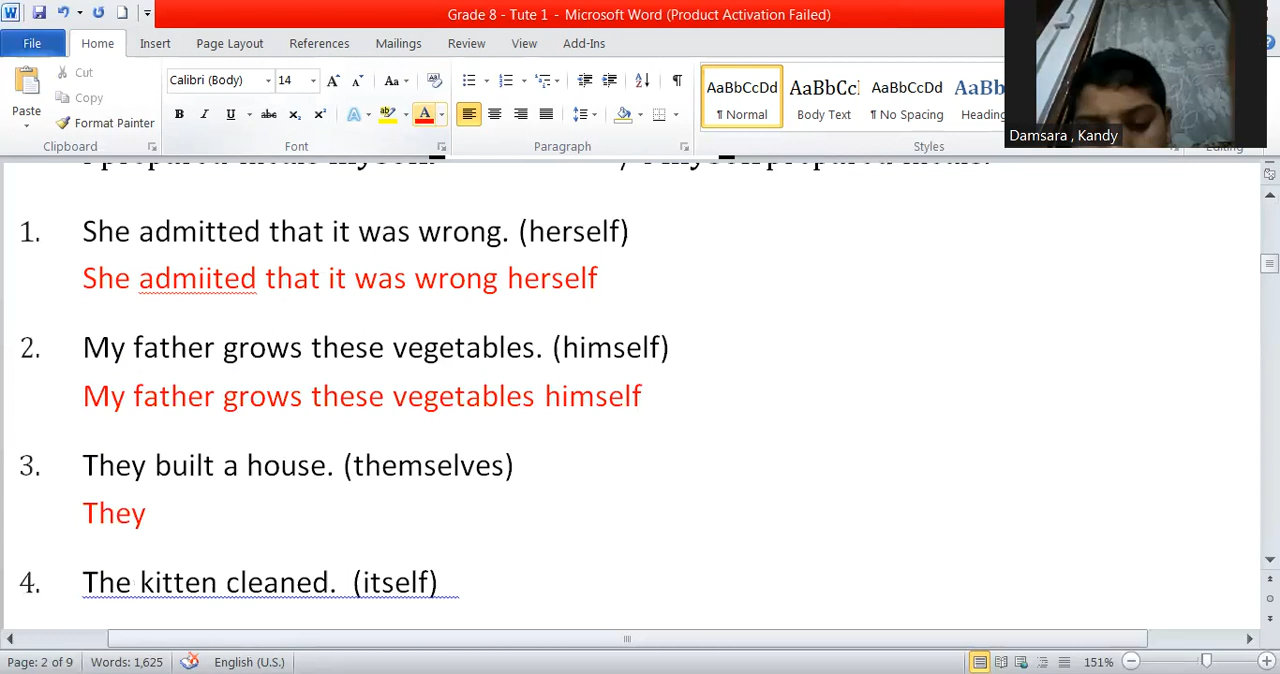 Grade 8 - Tute 1 - Microsoft Word (Product Activation Failed)
File Home Insert Page Layout References Mailings Review View Add-Ins
Paste
Cut
Copy
Format Painter
Clipboard
Calibri (Body) 14
Font
Paragraph
AaBbCcDd AaBbCcI AaBbCcDd AaBbC
¶ Normal Body Text ¶ No Spacing Heading
Styles
Damsara , Kandy
1. She admitted that it was wrong. (herself)
She admiited that it was wrong herself
2. My father grows these vegetables. (himself)
My father grows these vegetables himself
3. They built a house. (themselves)
They
4. The kitten cleaned. (itself)
Page: 2 of 9 Words: 1,625 English (U.S.) 151%